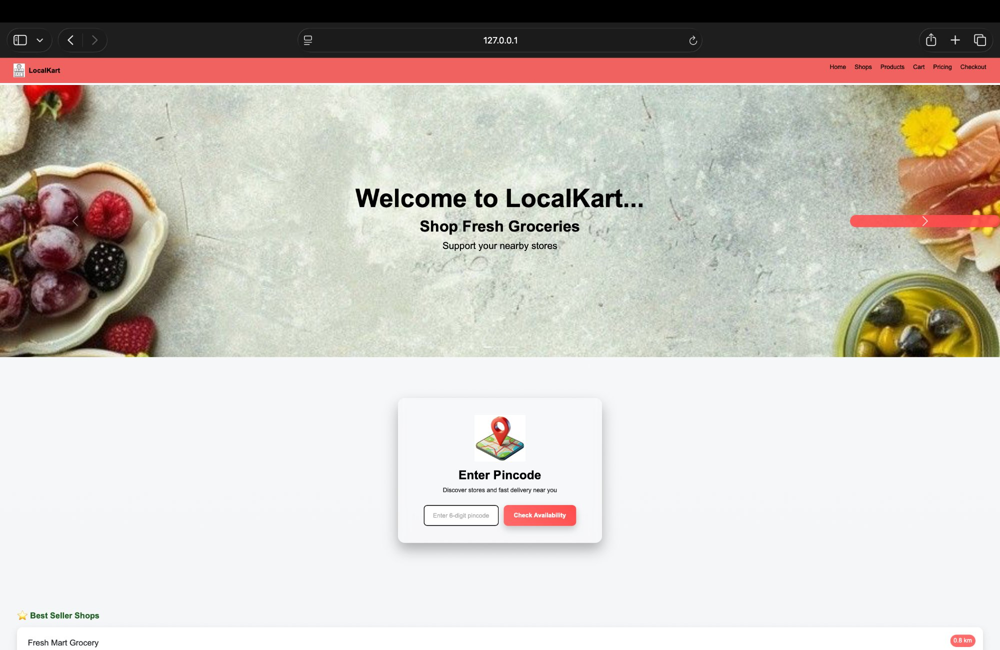 127.0.0.1
LocalKart
Home Shops Products Cart Pricing Checkout
Welcome to LocalKart...
Shop Fresh Groceries
Support your nearby stores
Enter Pincode
Discover stores and fast delivery near you
Enter 6-digit pincode Check Availability
⭐ Best Seller Shops
Fresh Mart Grocery 0.8 km